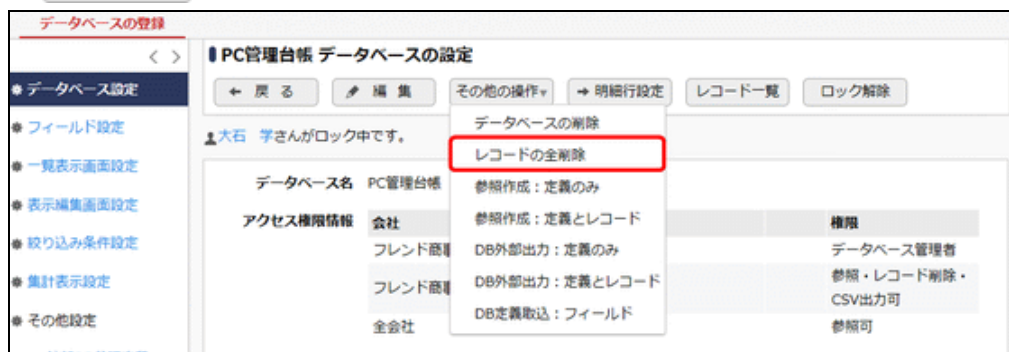 データベースの登録
PC管理台帳 データベースの設定
データベース設定
戻る 編集 その他の操作 明細行設定 レコード一覧 ロック解除
フィールド設定
一覧表示画面設定
表示編集画面設定
絞り込み条件設定
集計表示設定
その他設定
大石 学さんがロック中です。
データベースの削除
レコードの全削除
参照作成：定義のみ
参照作成：定義とレコード
DB外部出力：定義のみ
DB外部出力：定義とレコード
DB定義取込：フィールド
データベース名 PC管理台帳
アクセス権限情報 会社 権限
フレンド商 データベース管理者
フレンド商 参照・レコード削除・
CSV出力可
全会社 参照可